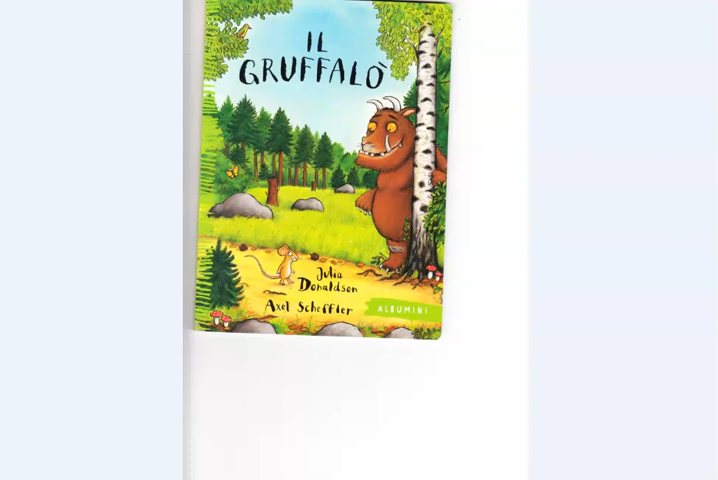 IL
GRUFFALÒ
Julia
Donaldson
Axel Scheffler
ALBUMINI